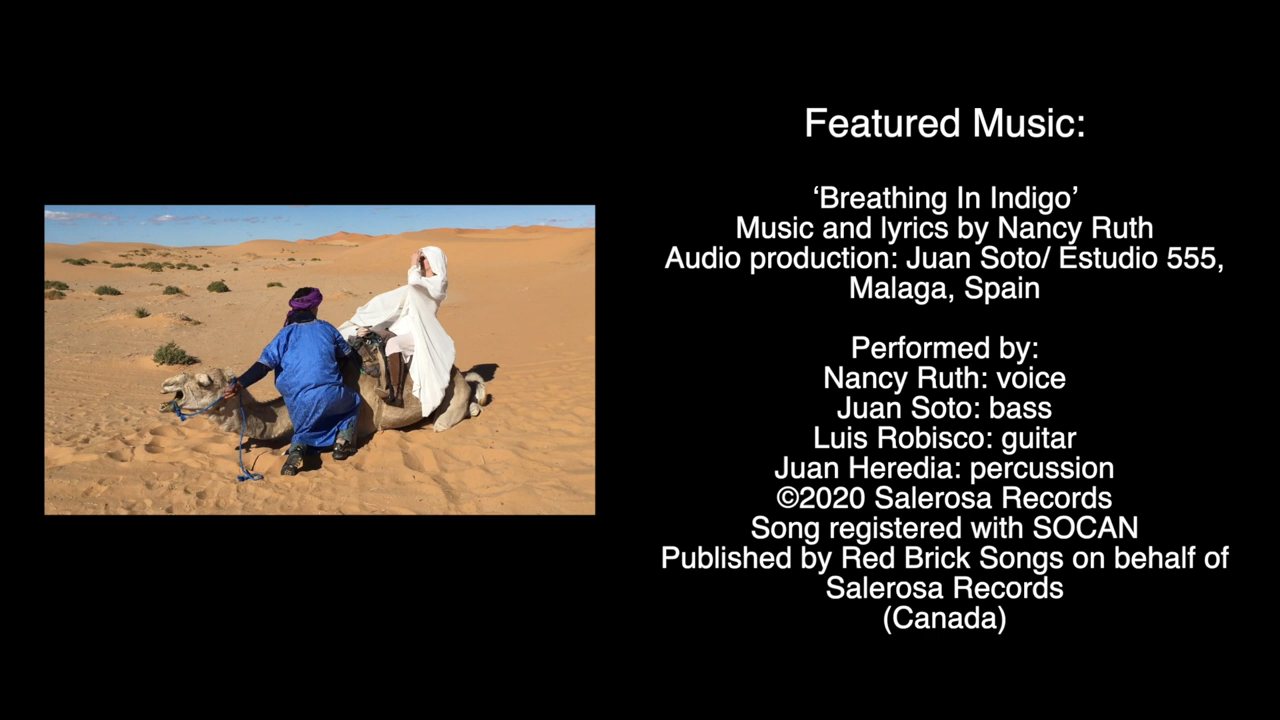 Featured Music:
‘Breathing In Indigo’
Music and lyrics by Nancy Ruth
Audio production: Juan Soto/ Estudio 555,
Malaga, Spain
Performed by:
Nancy Ruth: voice
Juan Soto: bass
Luis Robisco: guitar
Juan Heredia: percussion
©2020 Salerosa Records
Song registered with SOCAN
Published by Red Brick Songs on behalf of
Salerosa Records
(Canada)